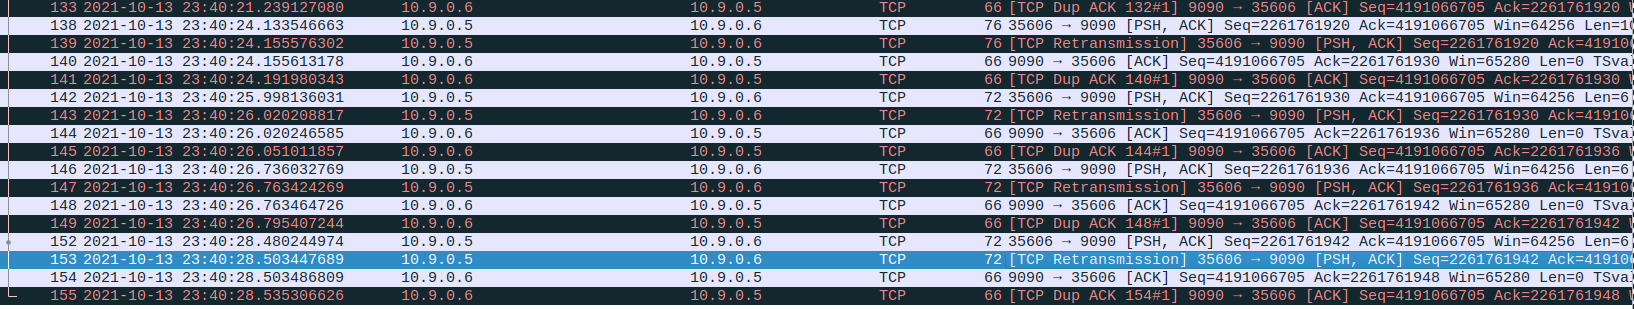 133 2021-10-13 23:40:21.239127080 10.9.0.6 10.9.0.5 TCP 66 [TCP Dup ACK 132#1] 9090 → 35606 [ACK] Seq=4191066705 Ack=2261761920
138 2021-10-13 23:40:24.133546663 10.9.0.5 10.9.0.6 TCP 76 35606 → 9090 [PSH, ACK] Seq=2261761920 Ack=4191066705 Win=64256 Len=10
139 2021-10-13 23:40:24.155576302 10.9.0.5 10.9.0.6 TCP 76 [TCP Retransmission] 35606 → 9090 [PSH, ACK] Seq=2261761920 Ack=41910
140 2021-10-13 23:40:24.155613178 10.9.0.6 10.9.0.5 TCP 66 9090 → 35606 [ACK] Seq=4191066705 Ack=2261761930 Win=65280 Len=0 TSva
141 2021-10-13 23:40:24.191980343 10.9.0.6 10.9.0.5 TCP 66 [TCP Dup ACK 140#1] 9090 → 35606 [ACK] Seq=4191066705 Ack=2261761930
142 2021-10-13 23:40:25.998136031 10.9.0.5 10.9.0.6 TCP 72 35606 → 9090 [PSH, ACK] Seq=2261761930 Ack=4191066705 Win=64256 Len=6
143 2021-10-13 23:40:26.020208817 10.9.0.5 10.9.0.6 TCP 72 [TCP Retransmission] 35606 → 9090 [PSH, ACK] Seq=2261761930 Ack=41910
144 2021-10-13 23:40:26.020246585 10.9.0.6 10.9.0.5 TCP 66 9090 → 35606 [ACK] Seq=4191066705 Ack=2261761936 Win=65280 Len=0 TSva
145 2021-10-13 23:40:26.051011857 10.9.0.6 10.9.0.5 TCP 66 [TCP Dup ACK 144#1] 9090 → 35606 [ACK] Seq=4191066705 Ack=2261761936
146 2021-10-13 23:40:26.736032769 10.9.0.5 10.9.0.6 TCP 72 35606 → 9090 [PSH, ACK] Seq=2261761936 Ack=4191066705 Win=64256 Len=6
147 2021-10-13 23:40:26.763424269 10.9.0.5 10.9.0.6 TCP 72 [TCP Retransmission] 35606 → 9090 [PSH, ACK] Seq=2261761936 Ack=41910
148 2021-10-13 23:40:26.763464726 10.9.0.6 10.9.0.5 TCP 66 9090 → 35606 [ACK] Seq=4191066705 Ack=2261761942 Win=65280 Len=0 TSva
149 2021-10-13 23:40:26.795407244 10.9.0.6 10.9.0.5 TCP 66 [TCP Dup ACK 148#1] 9090 → 35606 [ACK] Seq=4191066705 Ack=2261761942
152 2021-10-13 23:40:28.480244974 10.9.0.5 10.9.0.6 TCP 72 35606 → 9090 [PSH, ACK] Seq=2261761942 Ack=4191066705 Win=64256 Len=6
153 2021-10-13 23:40:28.503447689 10.9.0.5 10.9.0.6 TCP 72 [TCP Retransmission] 35606 → 9090 [PSH, ACK] Seq=2261761942 Ack=41910
154 2021-10-13 23:40:28.503486809 10.9.0.6 10.9.0.5 TCP 66 9090 → 35606 [ACK] Seq=4191066705 Ack=2261761948 Win=65280 Len=0 TSva
155 2021-10-13 23:40:28.535306626 10.9.0.6 10.9.0.5 TCP 66 [TCP Dup ACK 154#1] 9090 → 35606 [ACK] Seq=4191066705 Ack=2261761948